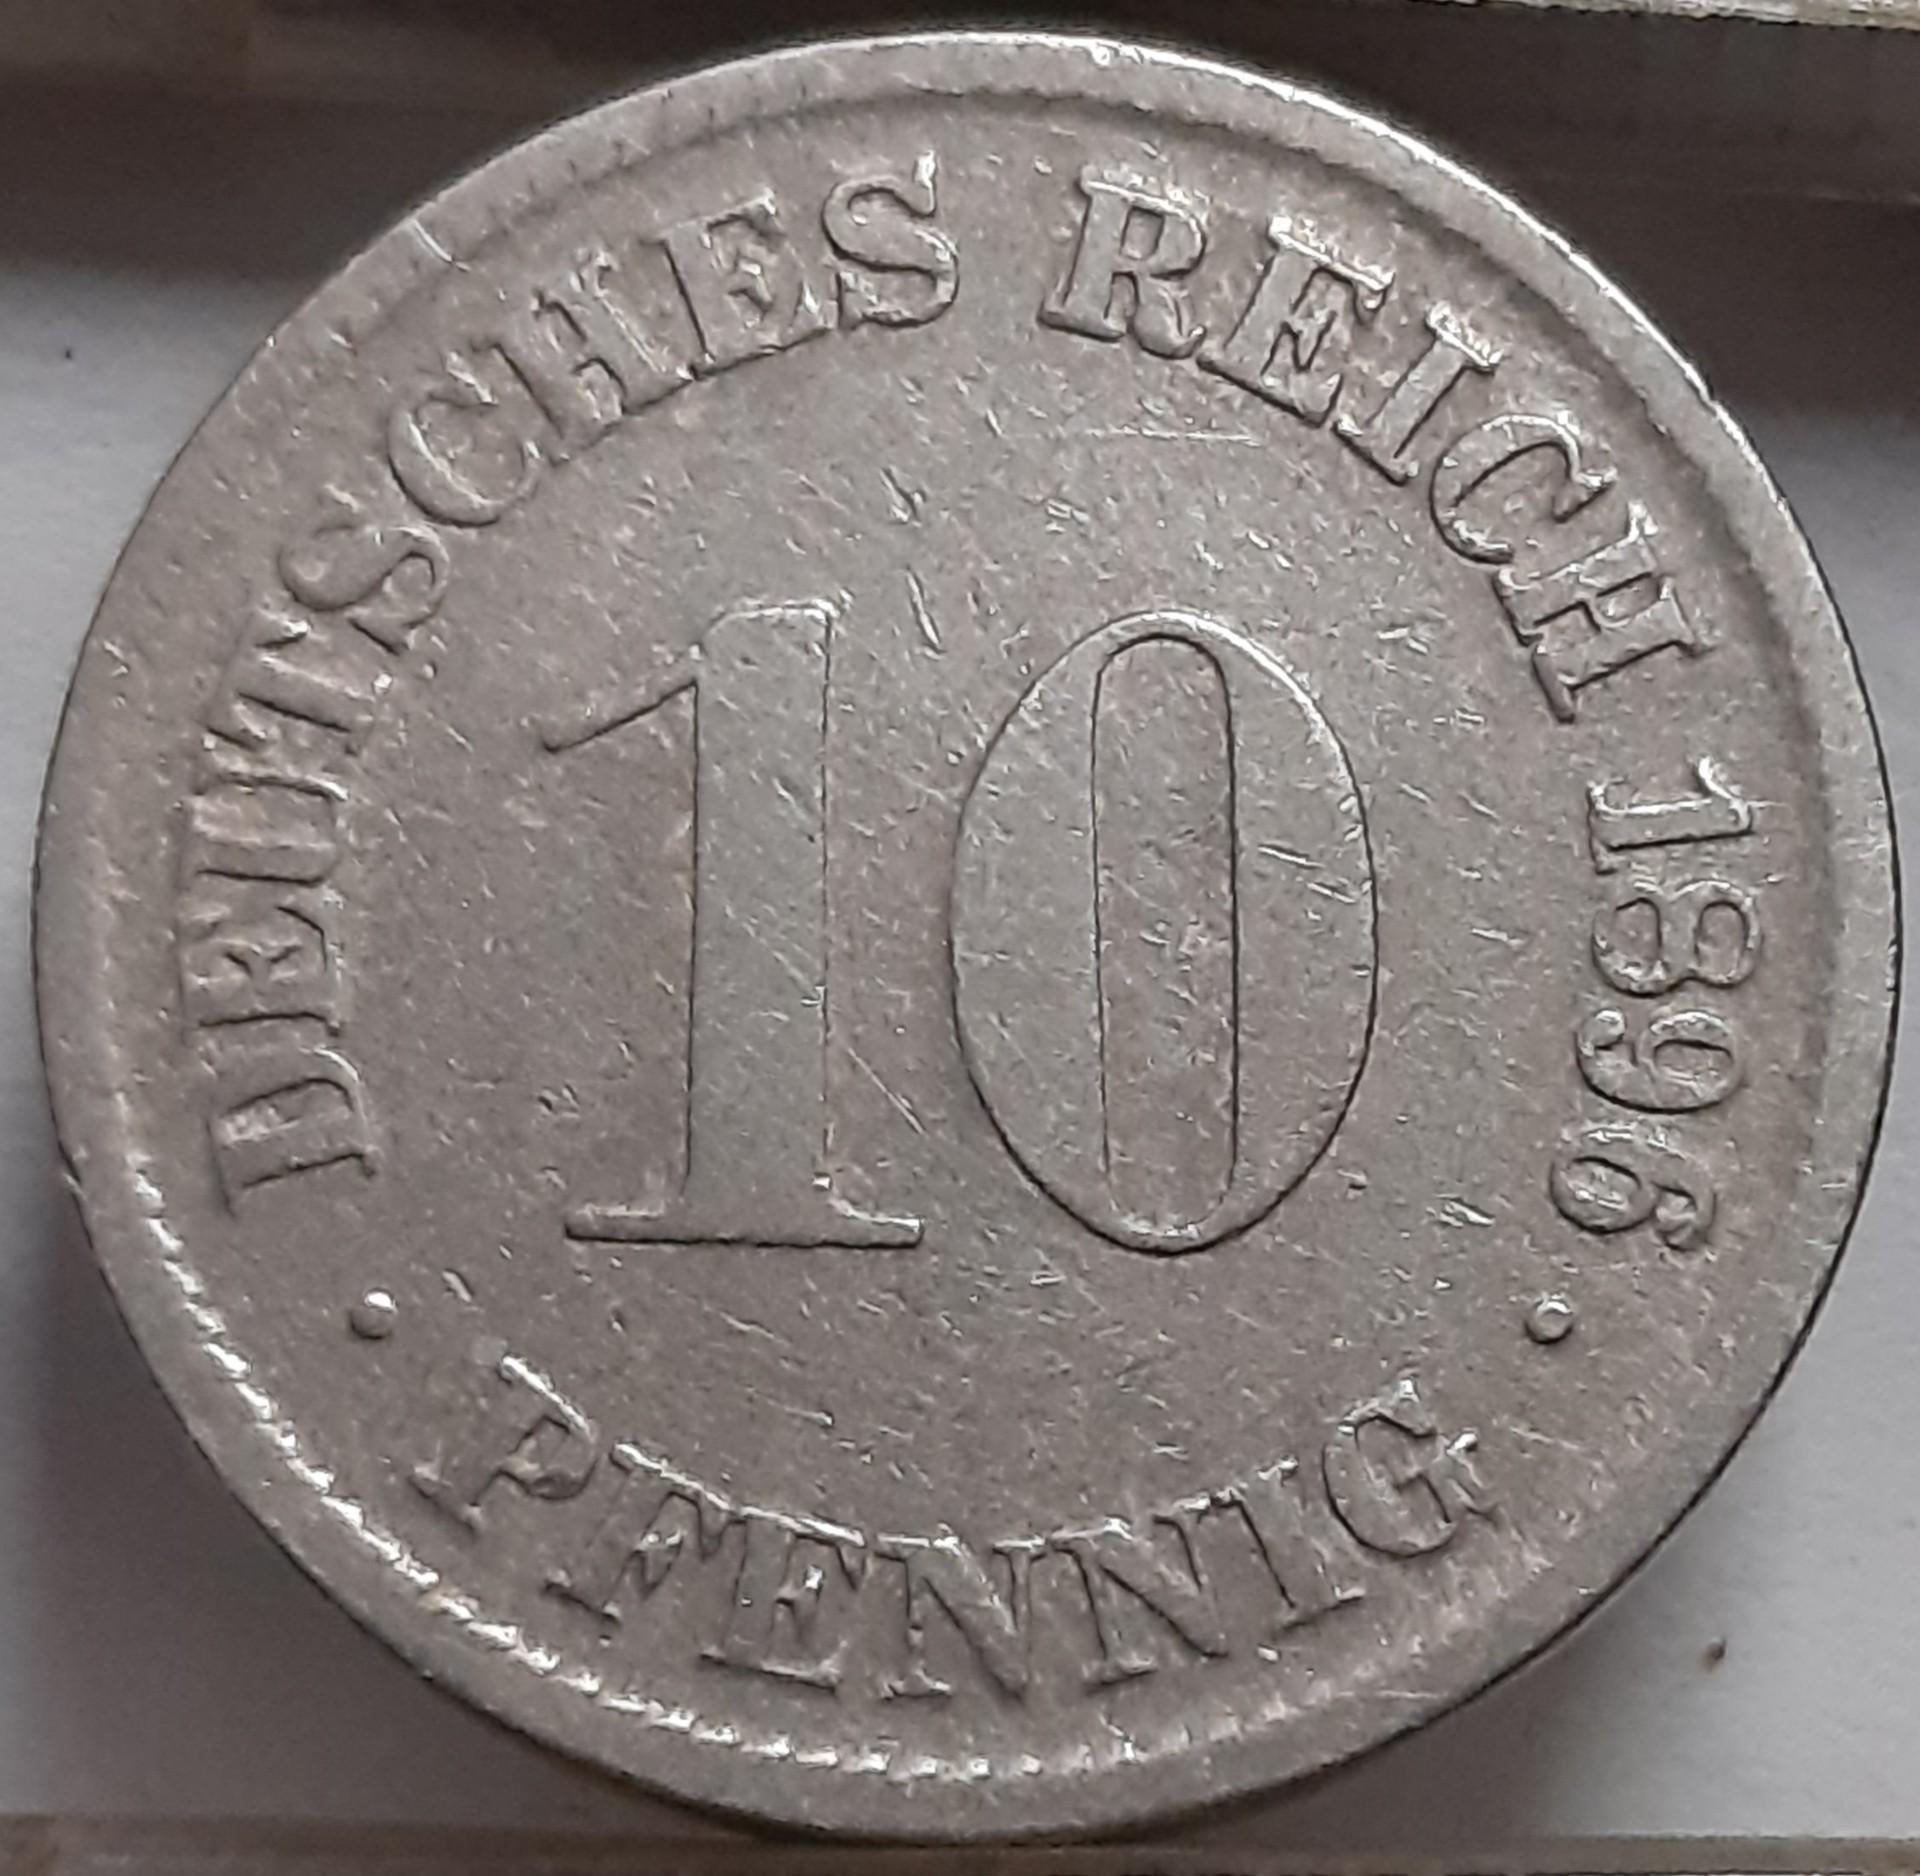 DEUTSCHES REICH 1896
10
• PFENNIG •